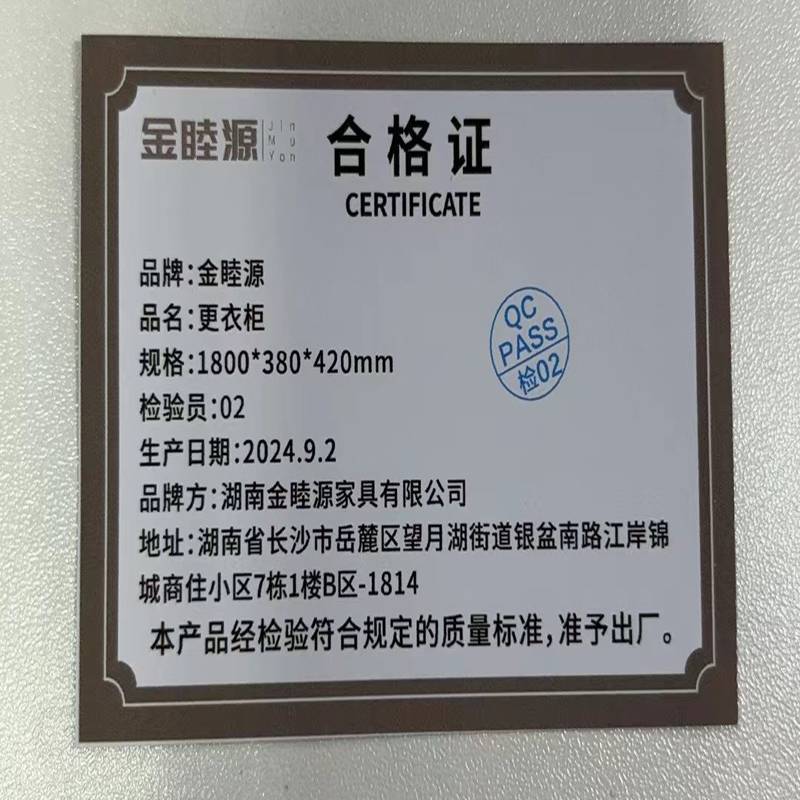 金睦源 Jin Mu Yon
合格证
CERTIFICATE
品牌:金睦源
品名:更衣柜
规格:1800*380*420mm
检验员:02
生产日期:2024.9.2
品牌方:湖南金睦源家具有限公司
地址:湖南省长沙市岳麓区望月湖街道银盆南路江岸锦
城商住小区7栋1楼B区-1814
本产品经检验符合规定的质量标准,准予出厂。
QC
PASS
检02